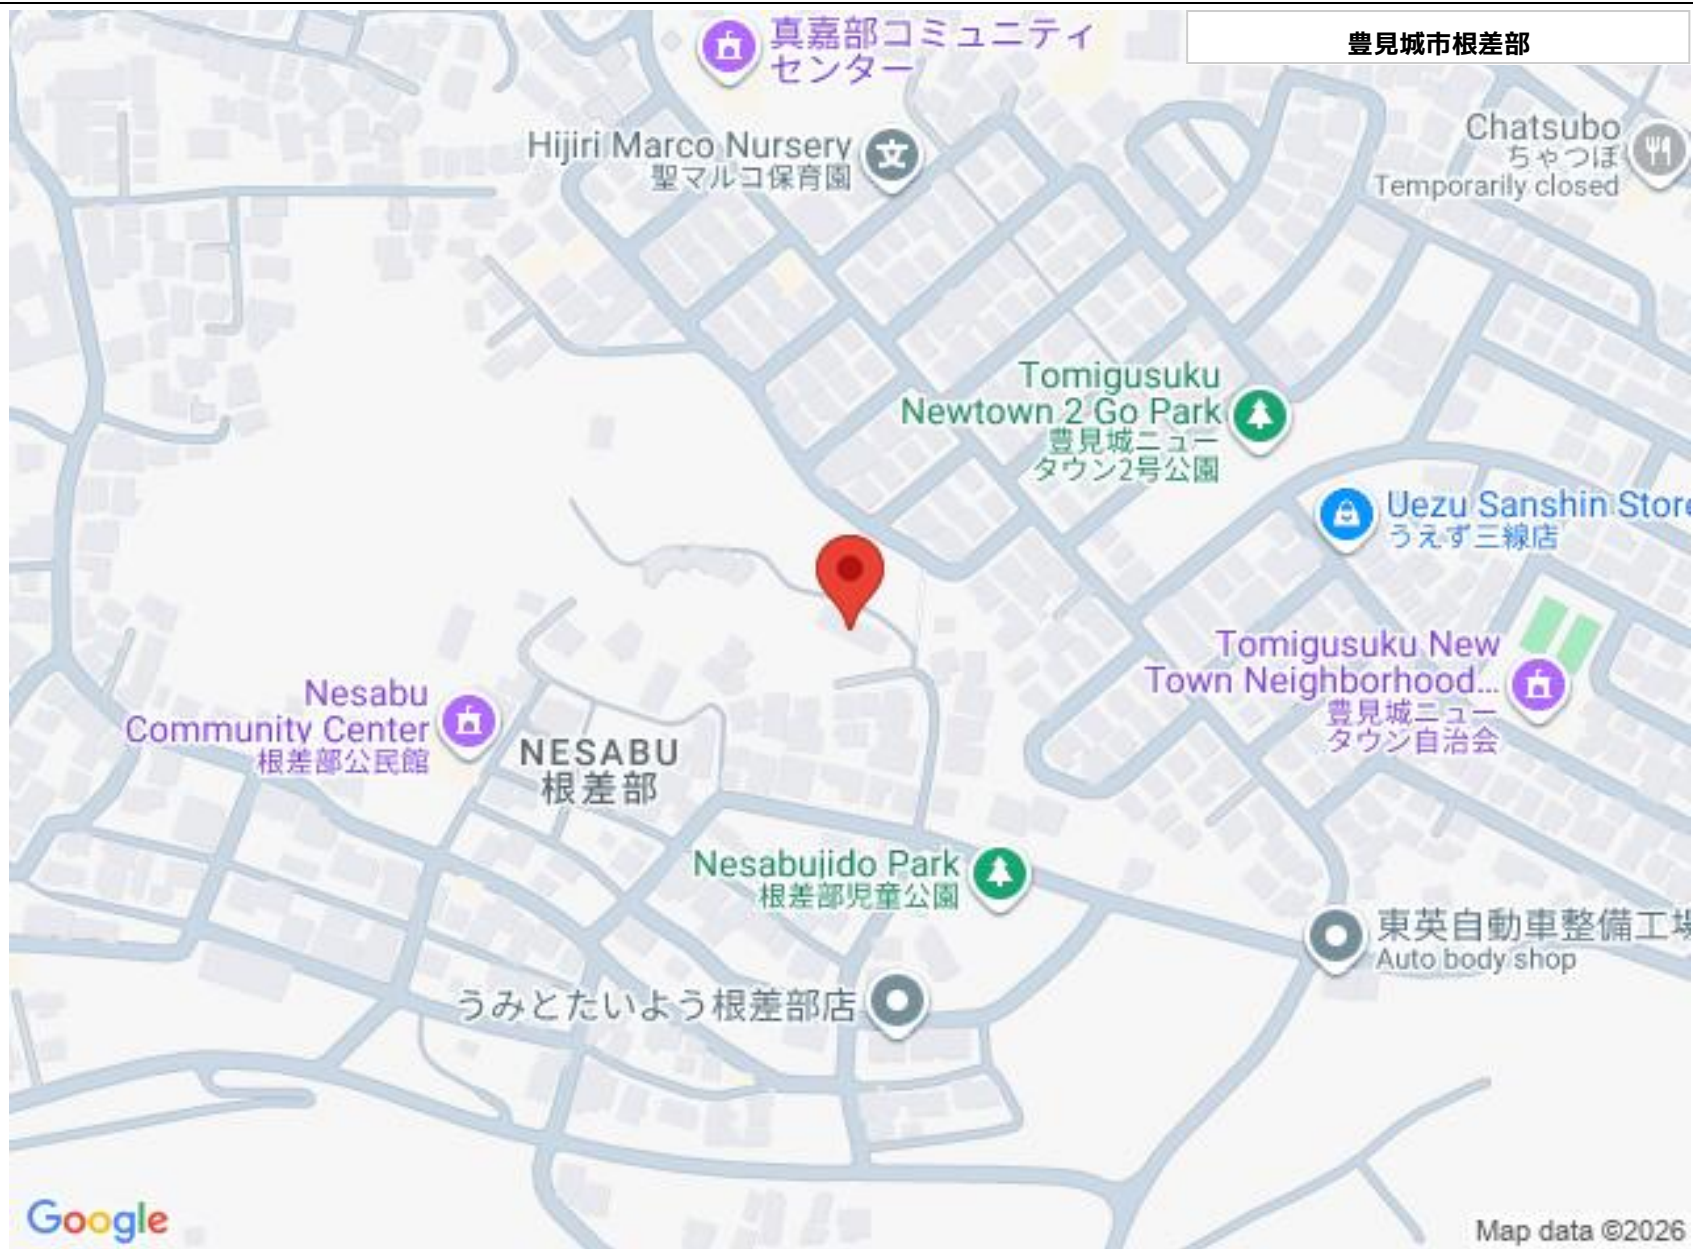 豊見城市根差部
真嘉部コミュニティ
センター
Hijiri Marco Nursery
聖マルコ保育園
Chatsubo
ちゃつぼ
Temporarily closed
Tomigusuku
Newtown 2 Go Park
豊見城ニュー
タウン2号公園
Uezu Sanshin Store
うえず三線店
Tomigusuku New
Town Neighborhood...
豊見城ニュー
タウン自治会
Nesabu
Community Center
根差部公民館
NESABU
根差部
Nesabujido Park
根差部児童公園
東英自動車整備工場
Auto body shop
うみとたいよう根差部店
Google
Map data ©2026